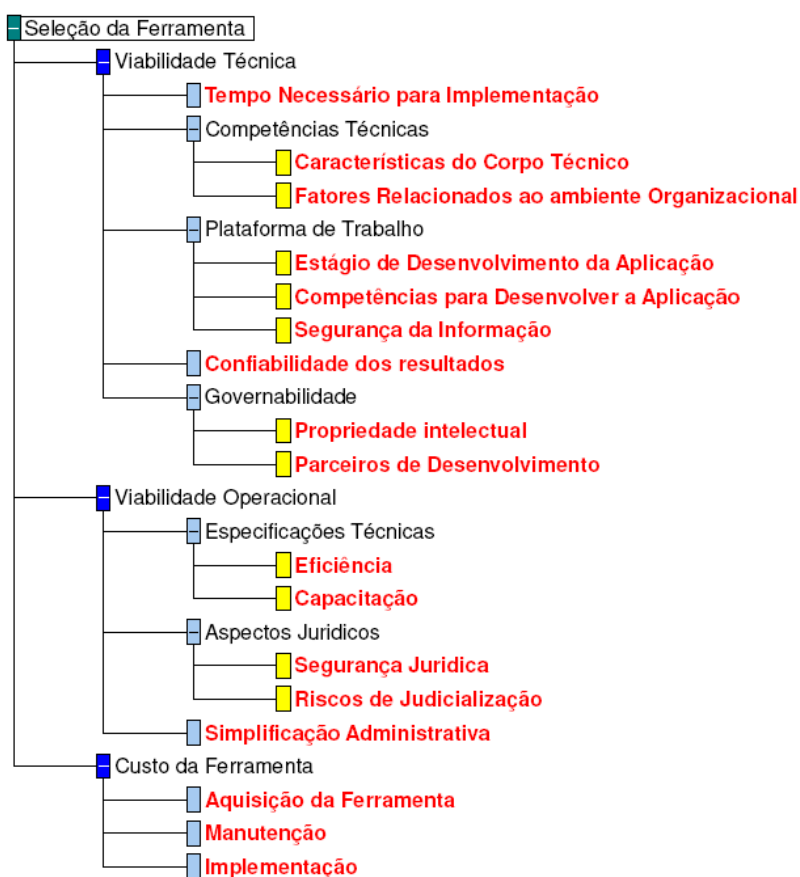 Seleção da Ferramenta
Viabilidade Técnica
Tempo Necessário para Implementação
Competências Técnicas
Características do Corpo Técnico
Fatores Relacionados ao ambiente Organizacional
Plataforma de Trabalho
Estágio de Desenvolvimento da Aplicação
Competências para Desenvolver a Aplicação
Segurança da Informação
Confiabilidade dos resultados
Governabilidade
Propriedade intelectual
Parceiros de Desenvolvimento
Viabilidade Operacional
Especificações Técnicas
Eficiência
Capacitação
Aspectos Juridicos
Segurança Juridica
Riscos de Judicialização
Simplificação Administrativa
Custo da Ferramenta
Aquisição da Ferramenta
Manutenção
Implementação